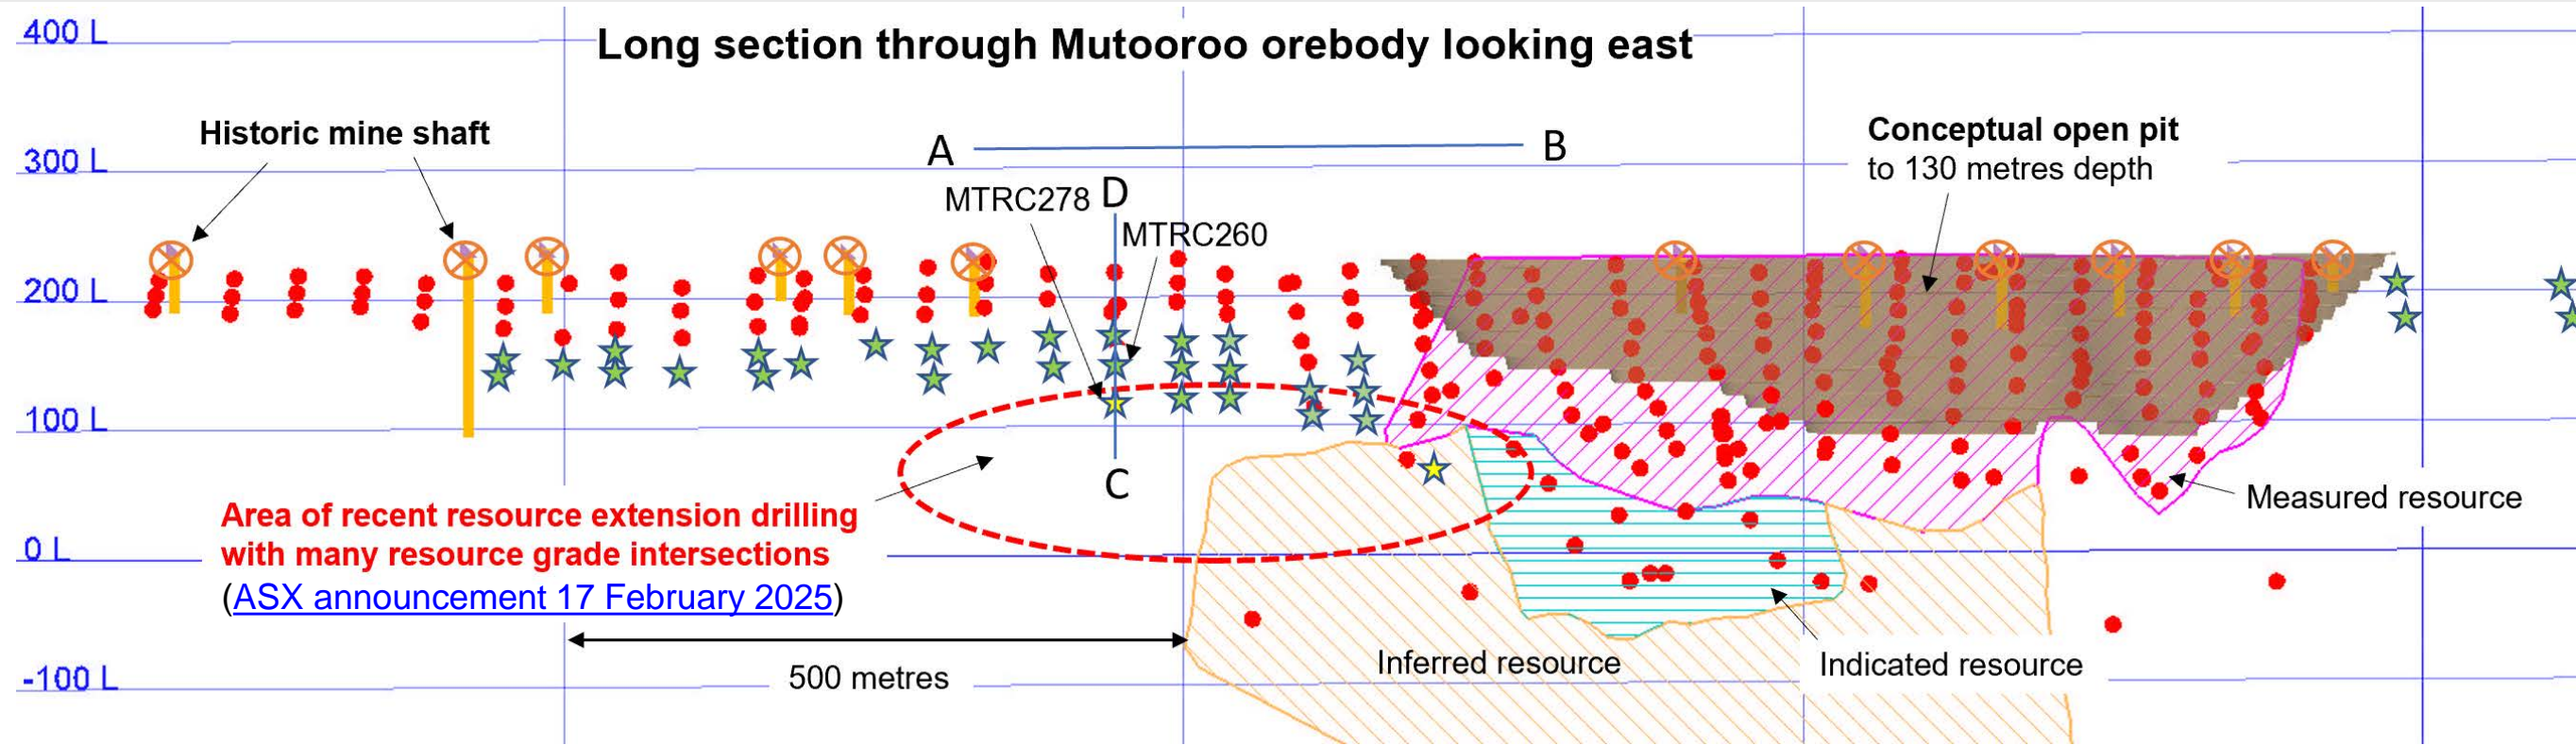 400 L
Long section through Mutooroo orebody looking east
Historic mine shaft
Conceptual open pit
to 130 metres depth
A
B
300 L
MTRC278
D
MTRC260
200 L
100 L
C
Measured resource
Area of recent resource extension drilling
with many resource grade intersections
(ASX announcement 17 February 2025)
0 L
500 metres
Inferred resource
Indicated resource
-100 L